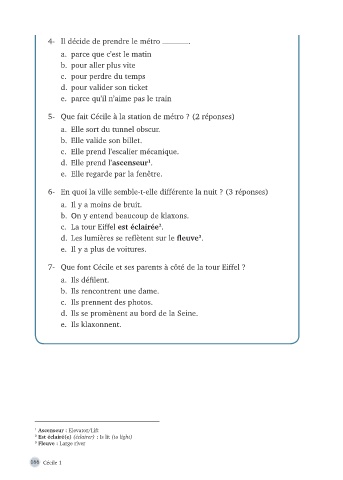 4- Il décide de prendre le métro ............
a. parce que c'est le matin
b. pour aller plus vite
c. pour perdre du temps
d. pour valider son ticket
e. parce qu'il n'aime pas le train
5- Que fait Cécile à la station de métro ? (2 réponses)
a. Elle sort du tunnel obscur.
b. Elle valide son billet.
c. Elle prend l'escalier mécanique.
d. Elle prend l'ascenseur¹.
e. Elle regarde par la fenêtre.
6- En quoi la ville semble-t-elle différente la nuit ? (3 réponses)
a. Il y a moins de bruit.
b. On y entend beaucoup de klaxons.
c. La tour Eiffel est éclairée².
d. Les lumières se reflètent sur le fleuve³.
e. Il y a plus de voitures.
7- Que font Cécile et ses parents à côté de la tour Eiffel ?
a. Ils défilent.
b. Ils rencontrent une dame.
c. Ils prennent des photos.
d. Ils se promènent au bord de la Seine.
e. Ils klaxonnent.
¹ Ascenseur : Elevator/Lift
² Est éclairé(e) (éclairer) : Is lit (to light)
³ Fleuve : Large river
Cécile 1